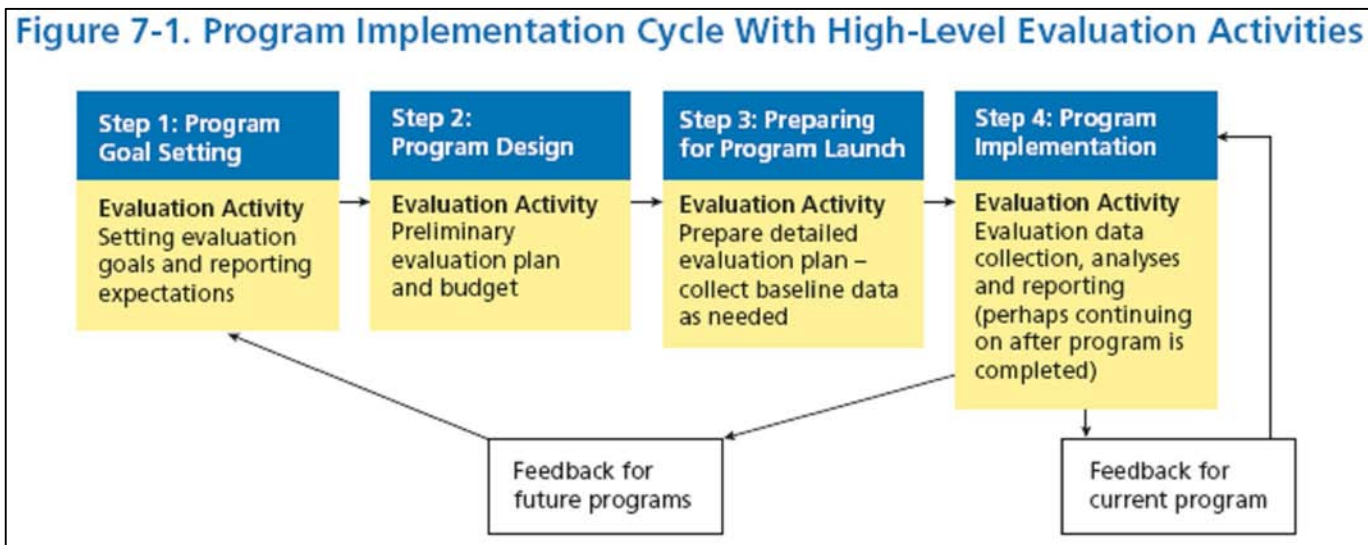 Figure 7-1. Program Implementation Cycle With High-Level Evaluation Activities
Step 1: Program
Goal Setting
Evaluation Activity
Setting evaluation
goals and reporting
expectations
Step 2:
Program Design
Evaluation Activity
Preliminary
evaluation plan
and budget
Step 3: Preparing
for Program Launch
Evaluation Activity
Prepare detailed
evaluation plan –
collect baseline data
as needed
Step 4: Program
Implementation
Evaluation Activity
Evaluation data
collection, analyses
and reporting
(perhaps continuing
on after program is
completed)
Feedback for
future programs
Feedback for
current program